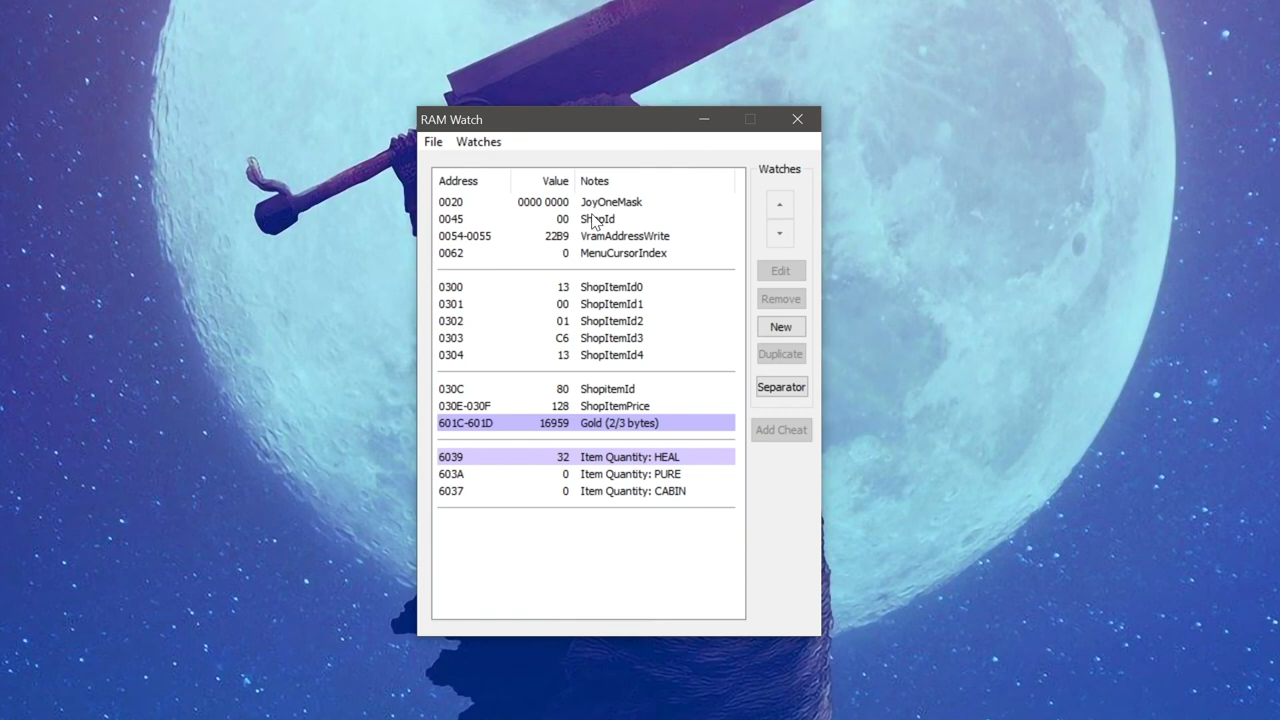 RAM Watch
File Watches
Watches
Address Value Notes
0020 0000 0000 JoyOneMask
0045 00 ShopId
0054-0055 22B9 VramAddressWrite
0062 0 MenuCursorIndex
0300 13 ShopItemId0
0301 00 ShopItemId1
0302 01 ShopItemId2
0303 C6 ShopItemId3
0304 13 ShopItemId4
030C 80 ShopitemId
030E-030F 128 ShopItemPrice
601C-601D 16959 Gold (2/3 bytes)
6039 32 Item Quantity: HEAL
603A 0 Item Quantity: PURE
6037 0 Item Quantity: CABIN
Edit
Remove
New
Duplicate
Separator
Add Cheat